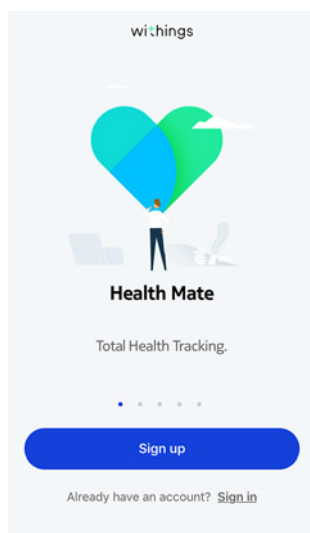 withings
Health Mate
Total Health Tracking.
Sign up
Already have an account? Sign in